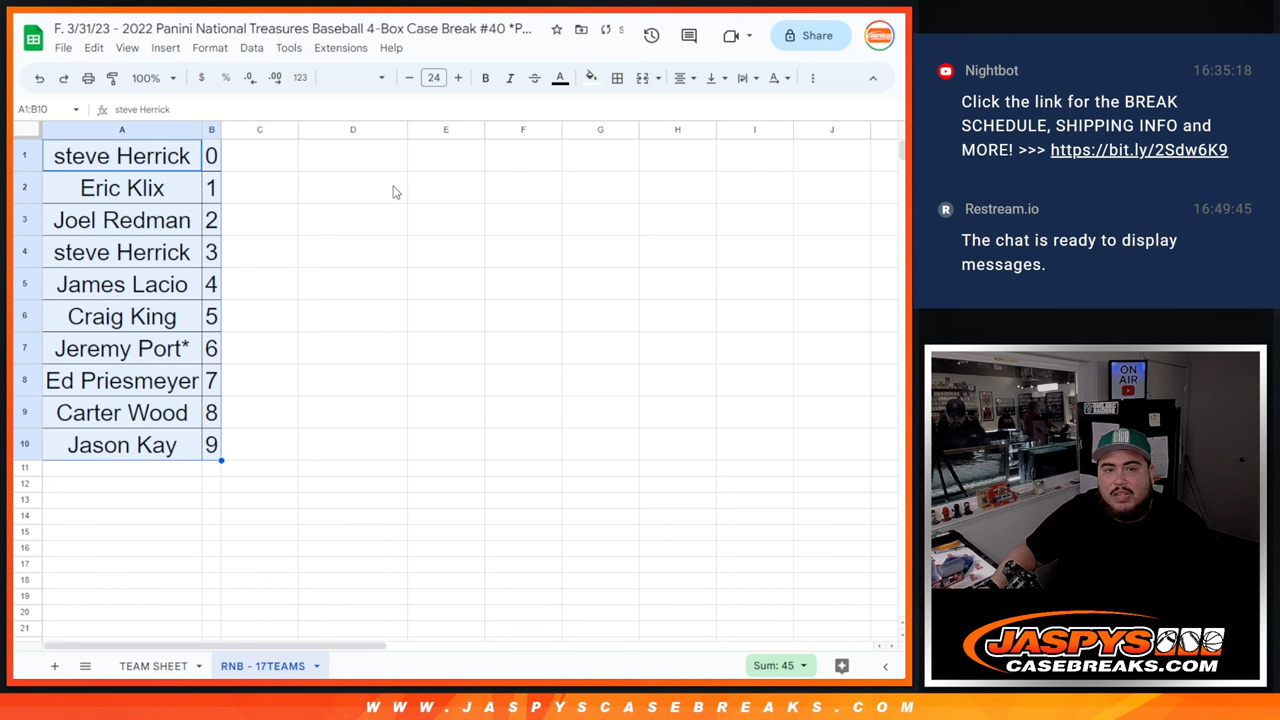 F. 3/31/23 - 2022 Panini National Treasures Baseball 4-Box Case Break #40 *P...
File Edit View Insert Format Data Tools Extensions Help
Share
100% $ % .0 .00 123 24
A1:B10 steve Herrick
A B C D E F G H I J
1 steve Herrick 0
2 Eric Klix 1
3 Joel Redman 2
4 steve Herrick 3
5 James Lacio 4
6 Craig King 5
7 Jeremy Port* 6
8 Ed Priesmeyer 7
9 Carter Wood 8
10 Jason Kay 9
11
12
13
14
15
16
17
18
19
20
21
TEAM SHEET RNB - 17TEAMS Sum: 45
Nightbot 16:35:18
Click the link for the BREAK
SCHEDULE, SHIPPING INFO and
MORE! >>> https://bit.ly/2Sdw6K9
Restream.io 16:49:45
The chat is ready to display
messages.
ON
AIR
JASPYS
CASEBREAKS.COM
WWW.JASPYSCASEBREAKS.COM